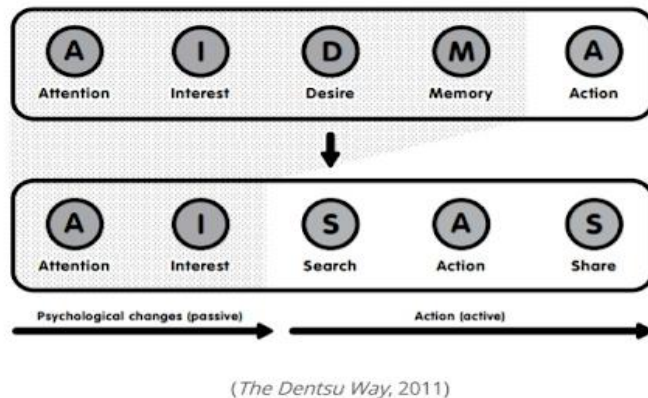 A I D M A
Attention Interest Desire Memory Action
A I S A S
Attention Interest Search Action Share
Psychological changes (passive) Action (active)
(The Dentsu Way, 2011)